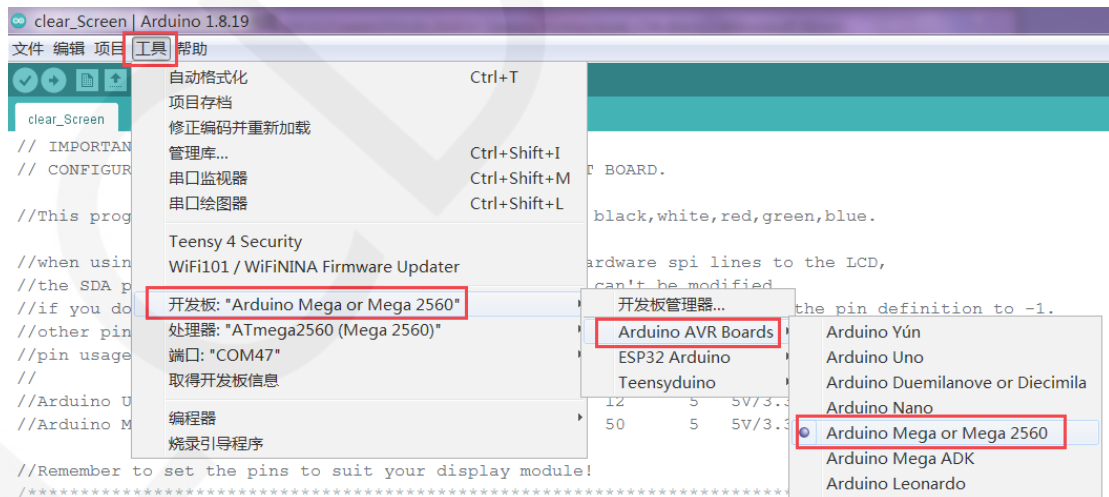 clear_Screen | Arduino 1.8.19
文件 编辑 项目 工具 帮助
自动格式化 Ctrl+T
项目存档
clear_Screen
修正编码并重新加载
// IMPORTAN
管理库... Ctrl+Shift+I
// CONFIGUR T BOARD.
串口监视器 Ctrl+Shift+M
串口绘图器 Ctrl+Shift+L
//This prog black,white,red,green,blue.
Teensy 4 Security
//when usin ardware spi lines to the LCD,
WiFi101 / WiFiNINA Firmware Updater
//the SDA p can't be modified
//if you do the pin definition to -1.
开发板: "Arduino Mega or Mega 2560" 开发板管理器...
//other pin
处理器: "ATmega2560 (Mega 2560)" Arduino AVR Boards Arduino Yún
//pin usage
端口: "COM47" ESP32 Arduino Arduino Uno
//
取得开发板信息 Teensyduino Arduino Duemilanove or Diecimila
//Arduino U 12 5 5V/3.3 Arduino Nano
编程器
//Arduino M 50 5 5V/3.3 Arduino Mega or Mega 2560
烧录引导程序 Arduino Mega ADK
//Remember to set the pins to suit your display module!
Arduino Leonardo